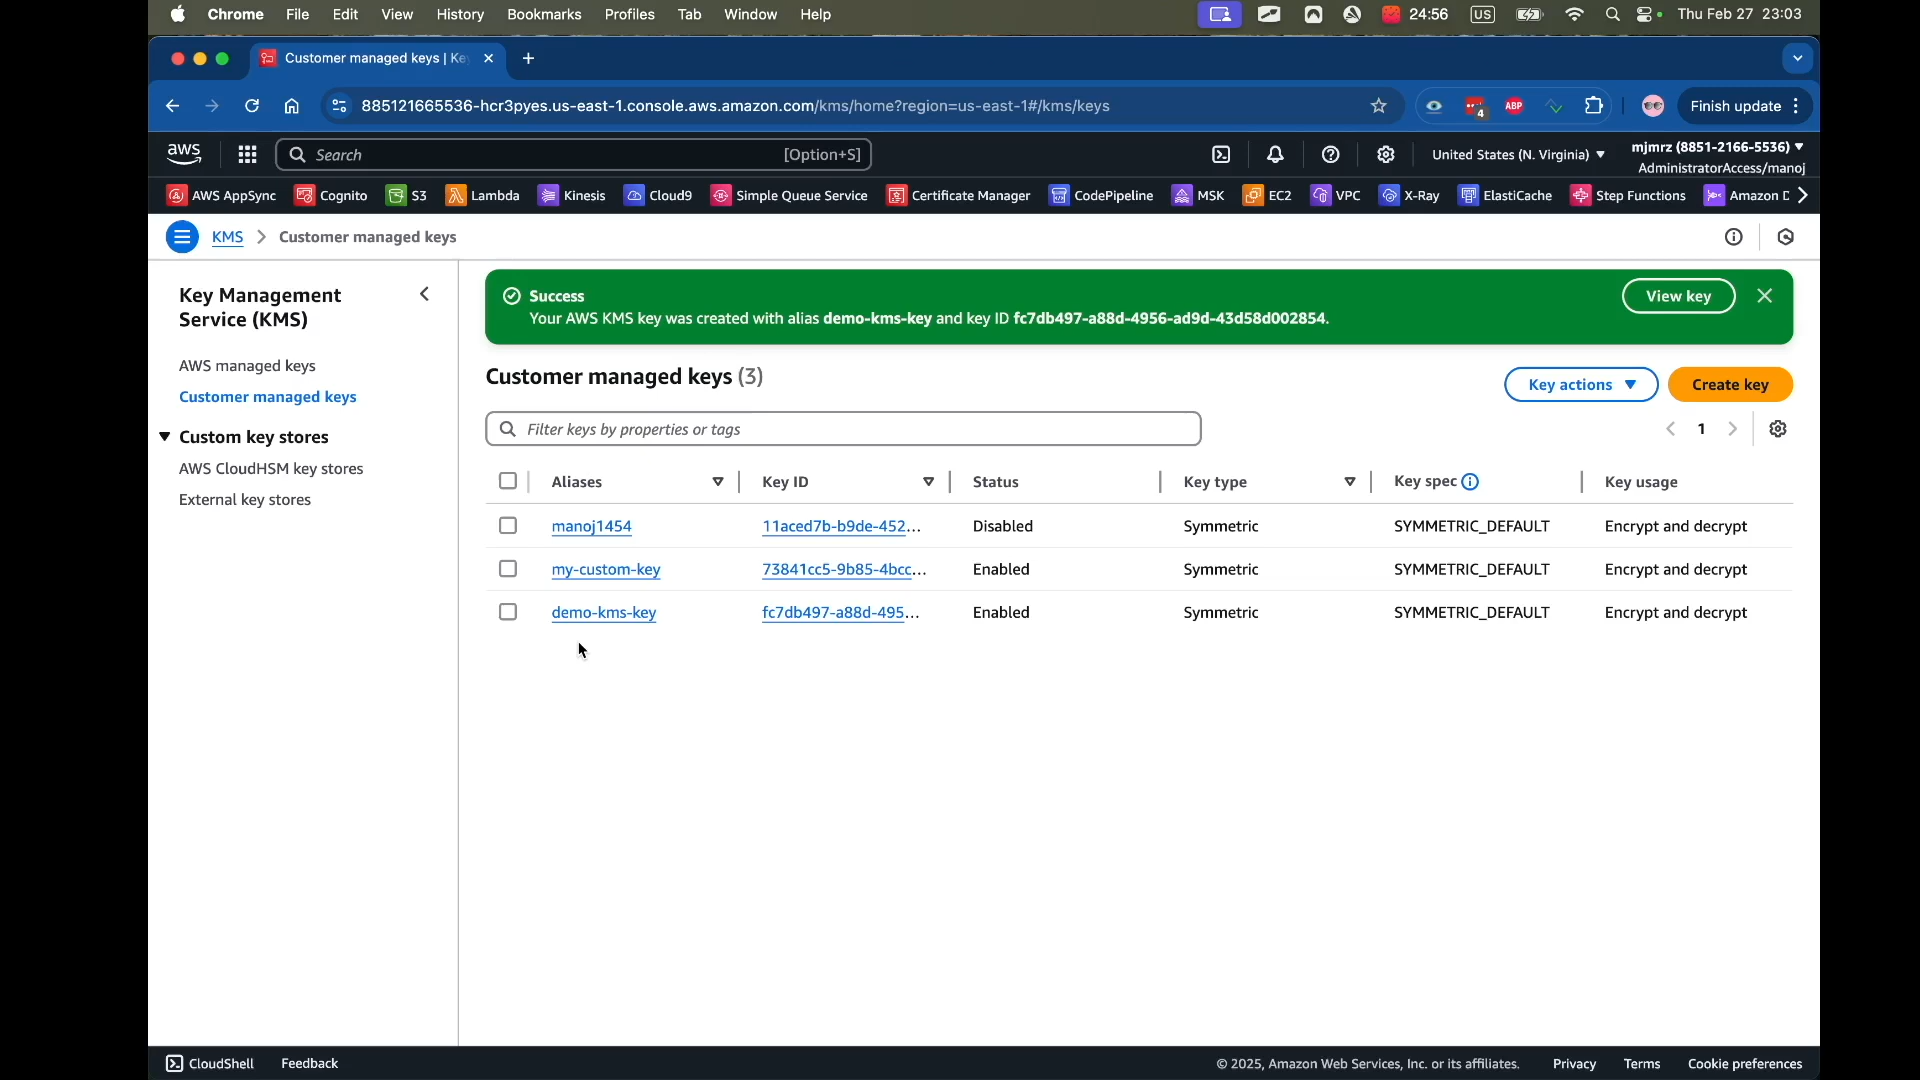 Chrome File Edit View History Bookmarks Profiles Tab Window Help 24:56 US Thu Feb 27 23:03
Customer managed keys | Ke
885121665536-hcr3pyes.us-east-1.console.aws.amazon.com/kms/home?region=us-east-1#/kms/keys 4 ABP Finish update
aws Search [Option+S] United States (N. Virginia) mjmrz (8851-2166-5536)
AdministratorAccess/manoj
AWS AppSync Cognito S3 Lambda Kinesis Cloud9 Simple Queue Service Certificate Manager CodePipeline MSK EC2 VPC X-Ray ElastiCache Step Functions Amazon D
KMS Customer managed keys
Key Management
Service (KMS)
AWS managed keys
Customer managed keys
Custom key stores
AWS CloudHSM key stores
External key stores
Success
Your AWS KMS key was created with alias demo-kms-key and key ID fc7db497-a88d-4956-ad9d-43d58d002854.
View key
Customer managed keys (3)
Key actions Create key
Filter keys by properties or tags 1
Aliases Key ID Status Key type Key spec Key usage
manoj1454 11aced7b-b9de-452... Disabled Symmetric SYMMETRIC_DEFAULT Encrypt and decrypt
my-custom-key 73841cc5-9b85-4bcc... Enabled Symmetric SYMMETRIC_DEFAULT Encrypt and decrypt
demo-kms-key fc7db497-a88d-495... Enabled Symmetric SYMMETRIC_DEFAULT Encrypt and decrypt
CloudShell Feedback © 2025, Amazon Web Services, Inc. or its affiliates. Privacy Terms Cookie preferences